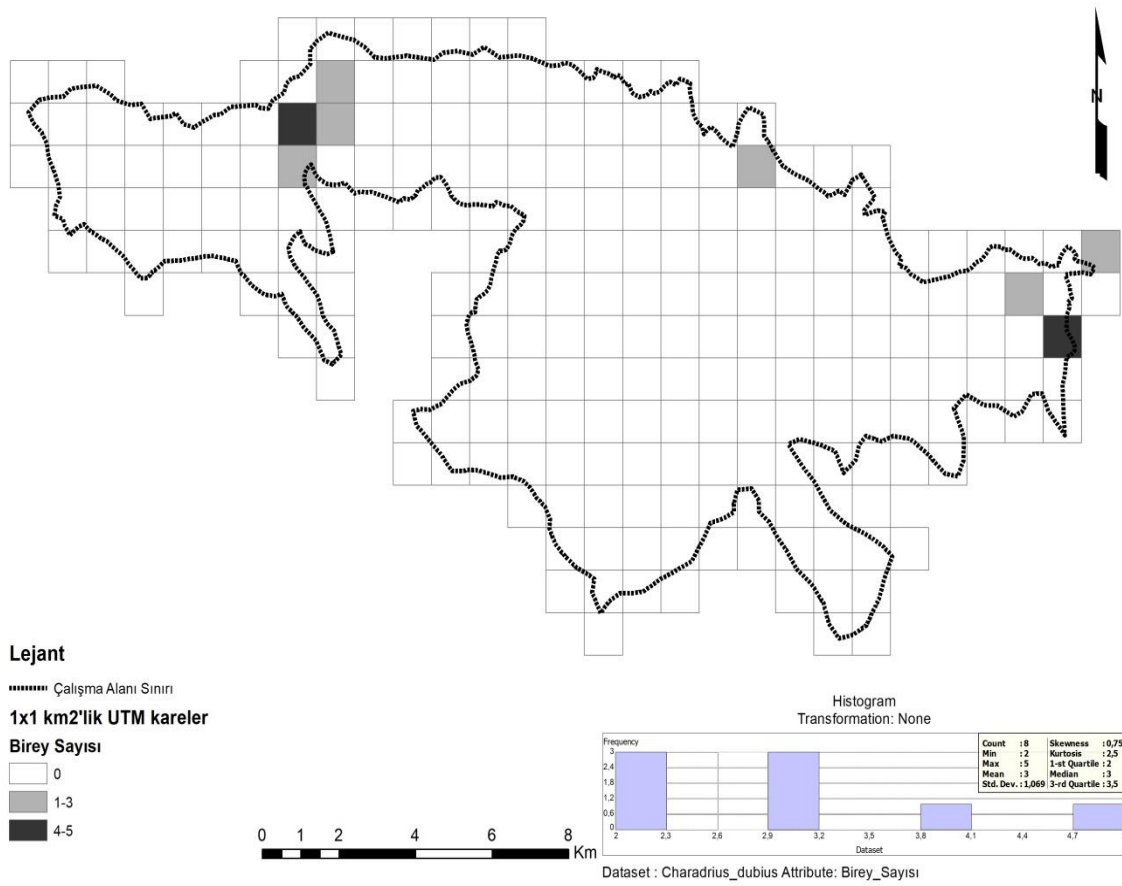 N
Lejant
Çalışma Alanı Sınırı
1x1 km2'lik UTM kareler
Birey Sayısı
0
1-3
4-5
0 1 2 4 6 8
Km
Histogram
Transformation: None
Frequency
3
2,4
1,8
1,2
0,6
0
2 2,3 2,6 2,9 3,2 3,5 3,8 4,1 4,4 4,7
Dataset
Count : 8 Skewness : 0,75
Min : 2 Kurtosis : 2,5
Max : 5 1-st Quartile : 2
Mean : 3 Median : 3
Std. Dev. : 1,069 3-rd Quartile : 3,5
Dataset : Charadrius_dubius Attribute: Birey_Sayısı